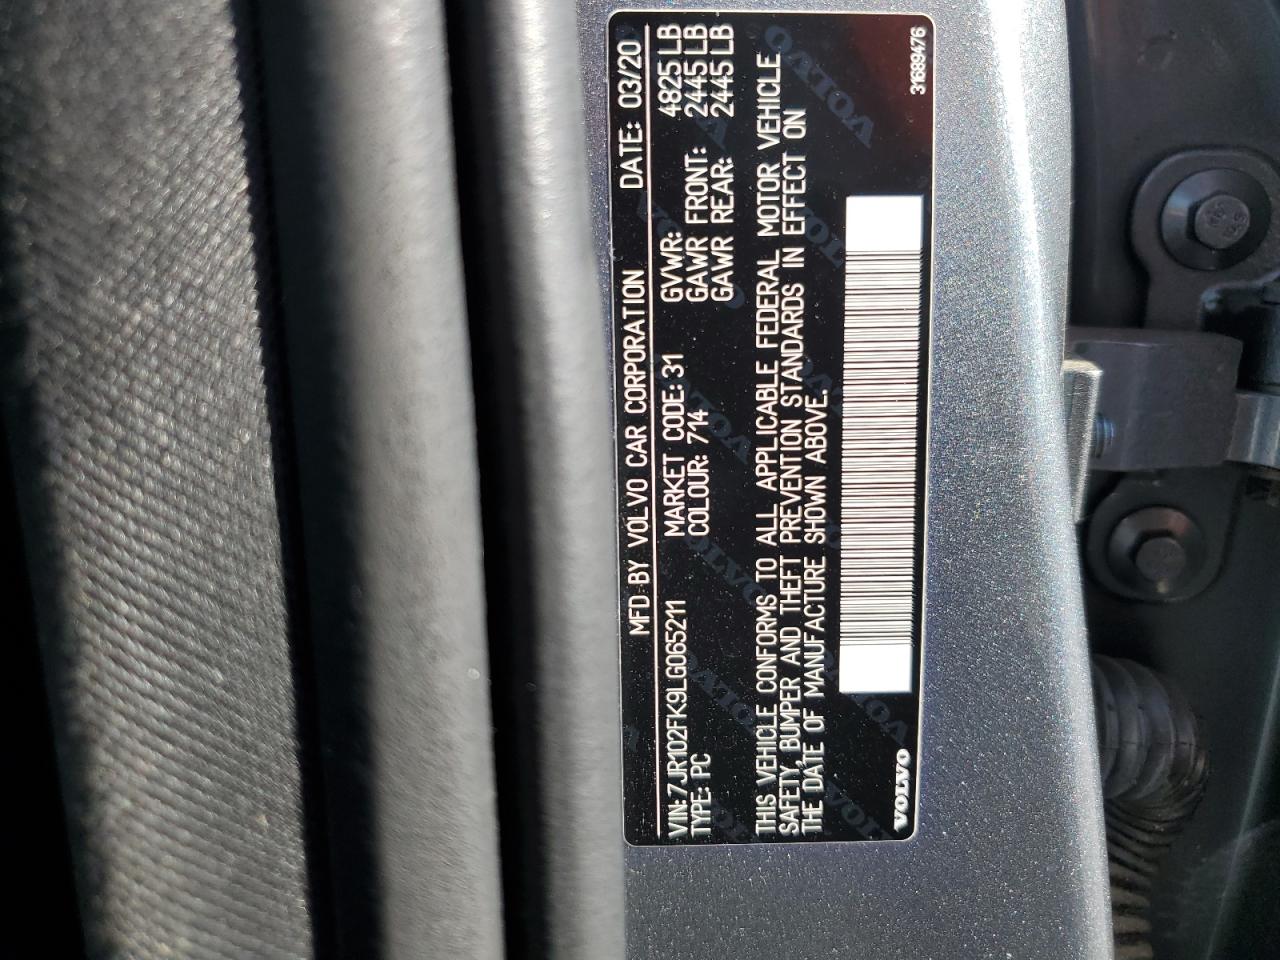 MFD BY VOLVO CAR CORPORATION DATE: 03/20
VIN: 7JR102FK9LG065211 MARKET CODE: 31 GVWR: 4825 LB
TYPE: PC COLOUR: 714 GAWR FRONT: 2445 LB
GAWR REAR: 2445 LB
THIS VEHICLE CONFORMS TO ALL APPLICABLE FEDERAL MOTOR VEHICLE
SAFETY, BUMPER AND THEFT PREVENTION STANDARDS IN EFFECT ON
THE DATE OF MANUFACTURE SHOWN ABOVE.
VOLVO 31689476